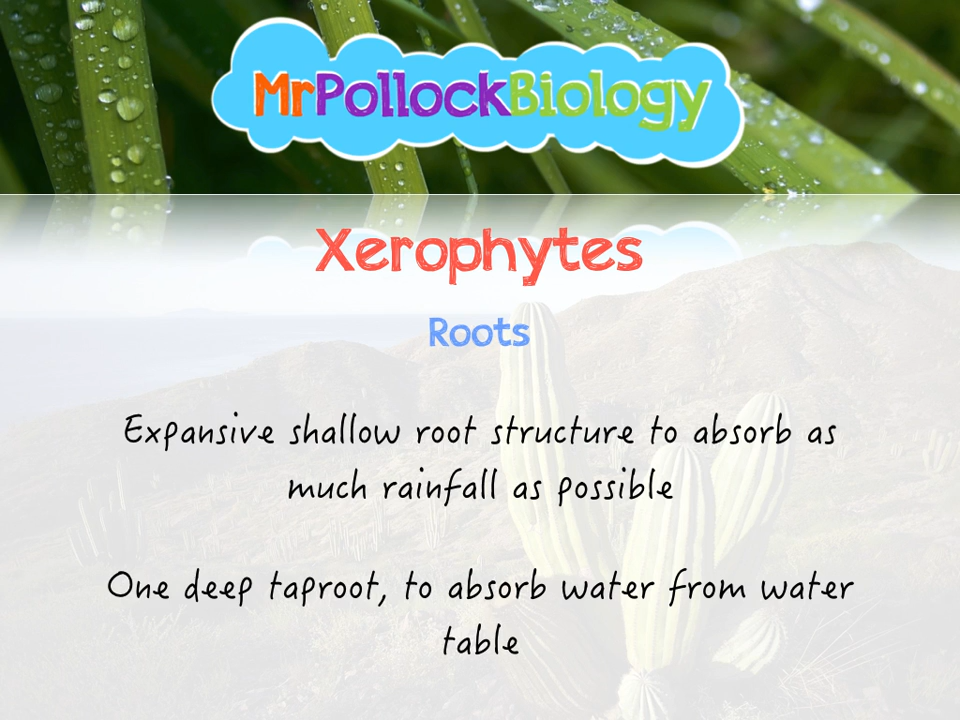 MrPollockBiology
Xerophytes
Roots
Expansive shallow root structure to absorb as
much rainfall as possible
One deep taproot, to absorb water from water
table